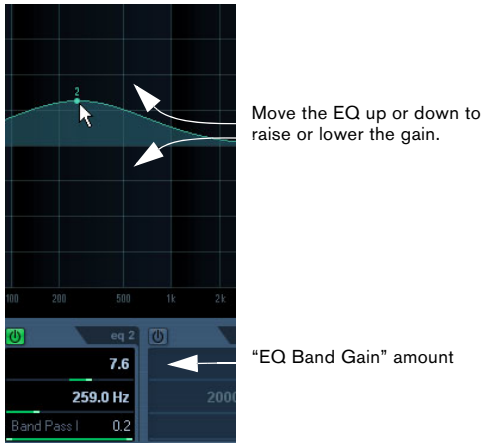 2
Move the EQ up or down to
raise or lower the gain.
100 200 500 1k 2k
eq 2
7.6
"EQ Band Gain" amount
259.0 Hz
2000
Band Pass I 0.2